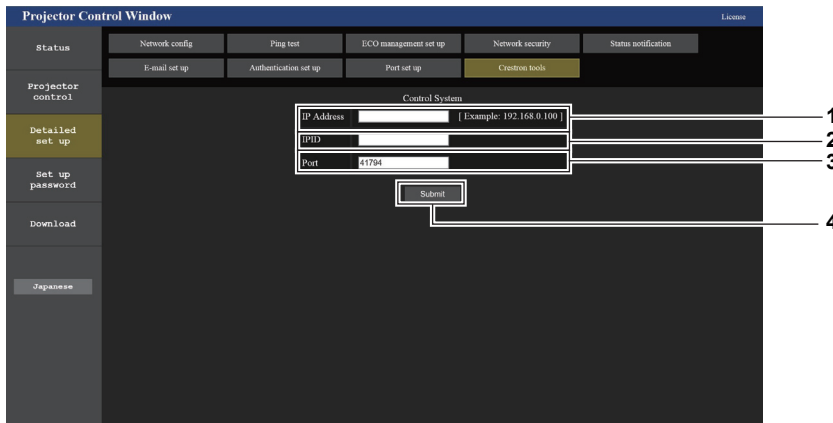 Projector Control Window
License
Status
Projector
control
Detailed
set up
Set up
password
Download
Japanese
Network config
Ping test
ECO management set up
Network security
Status notification
E-mail set up
Authentication set up
Port set up
Crestron tools
Control System
IP Address [ Example: 192.168.0.100 ]
IPID
Port 41794
Submit
1
2
3
4